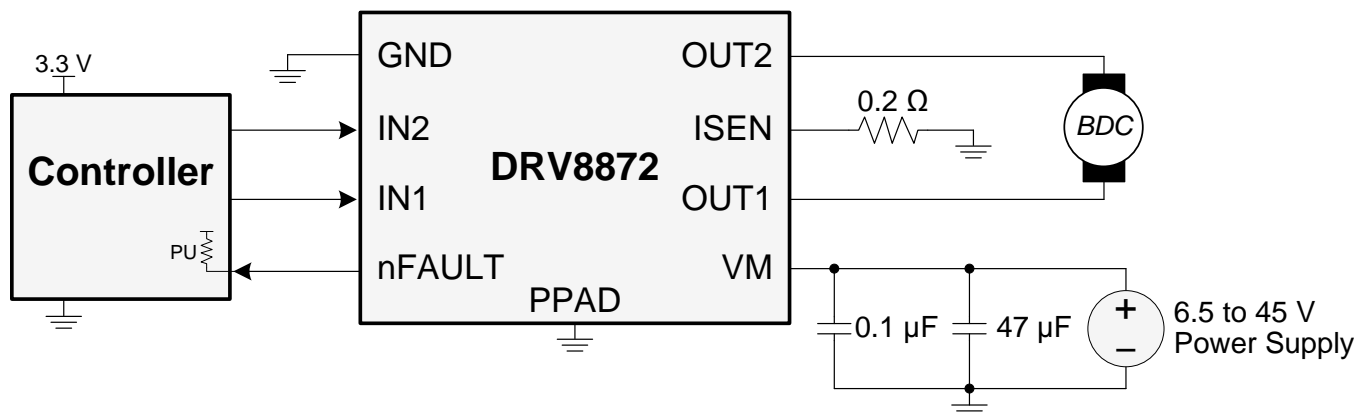 3.3 V
Controller
PU
GND
IN2
IN1
nFAULT
DRV8872
PPAD
OUT2
ISEN
OUT1
VM
0.2 Ω
BDC
0.1 µF
47 µF
+
–
6.5 to 45 V
Power Supply